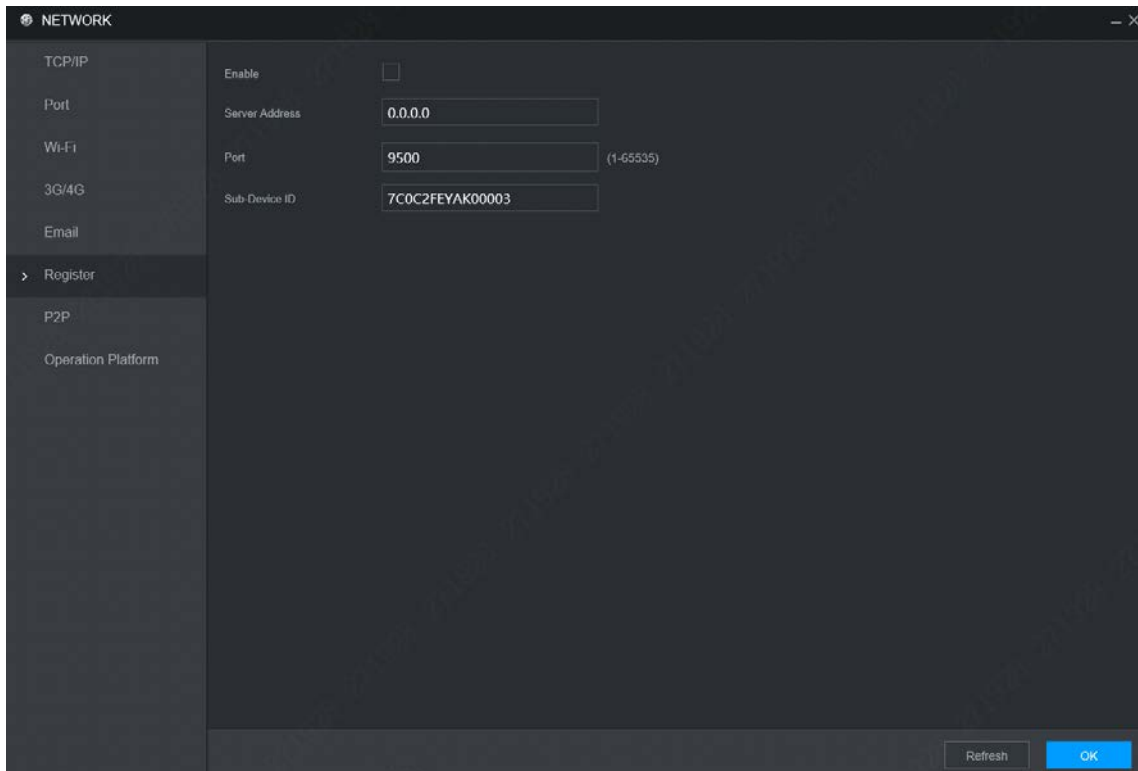 NETWORK
TCP/IP
Port
Wi-Fi
3G/4G
Email
Register
P2P
Operation Platform
Enable
Server Address 0.0.0.0
Port 9500 (1-65535)
Sub-Device ID 7C0C2FEYAK00003
Refresh OK